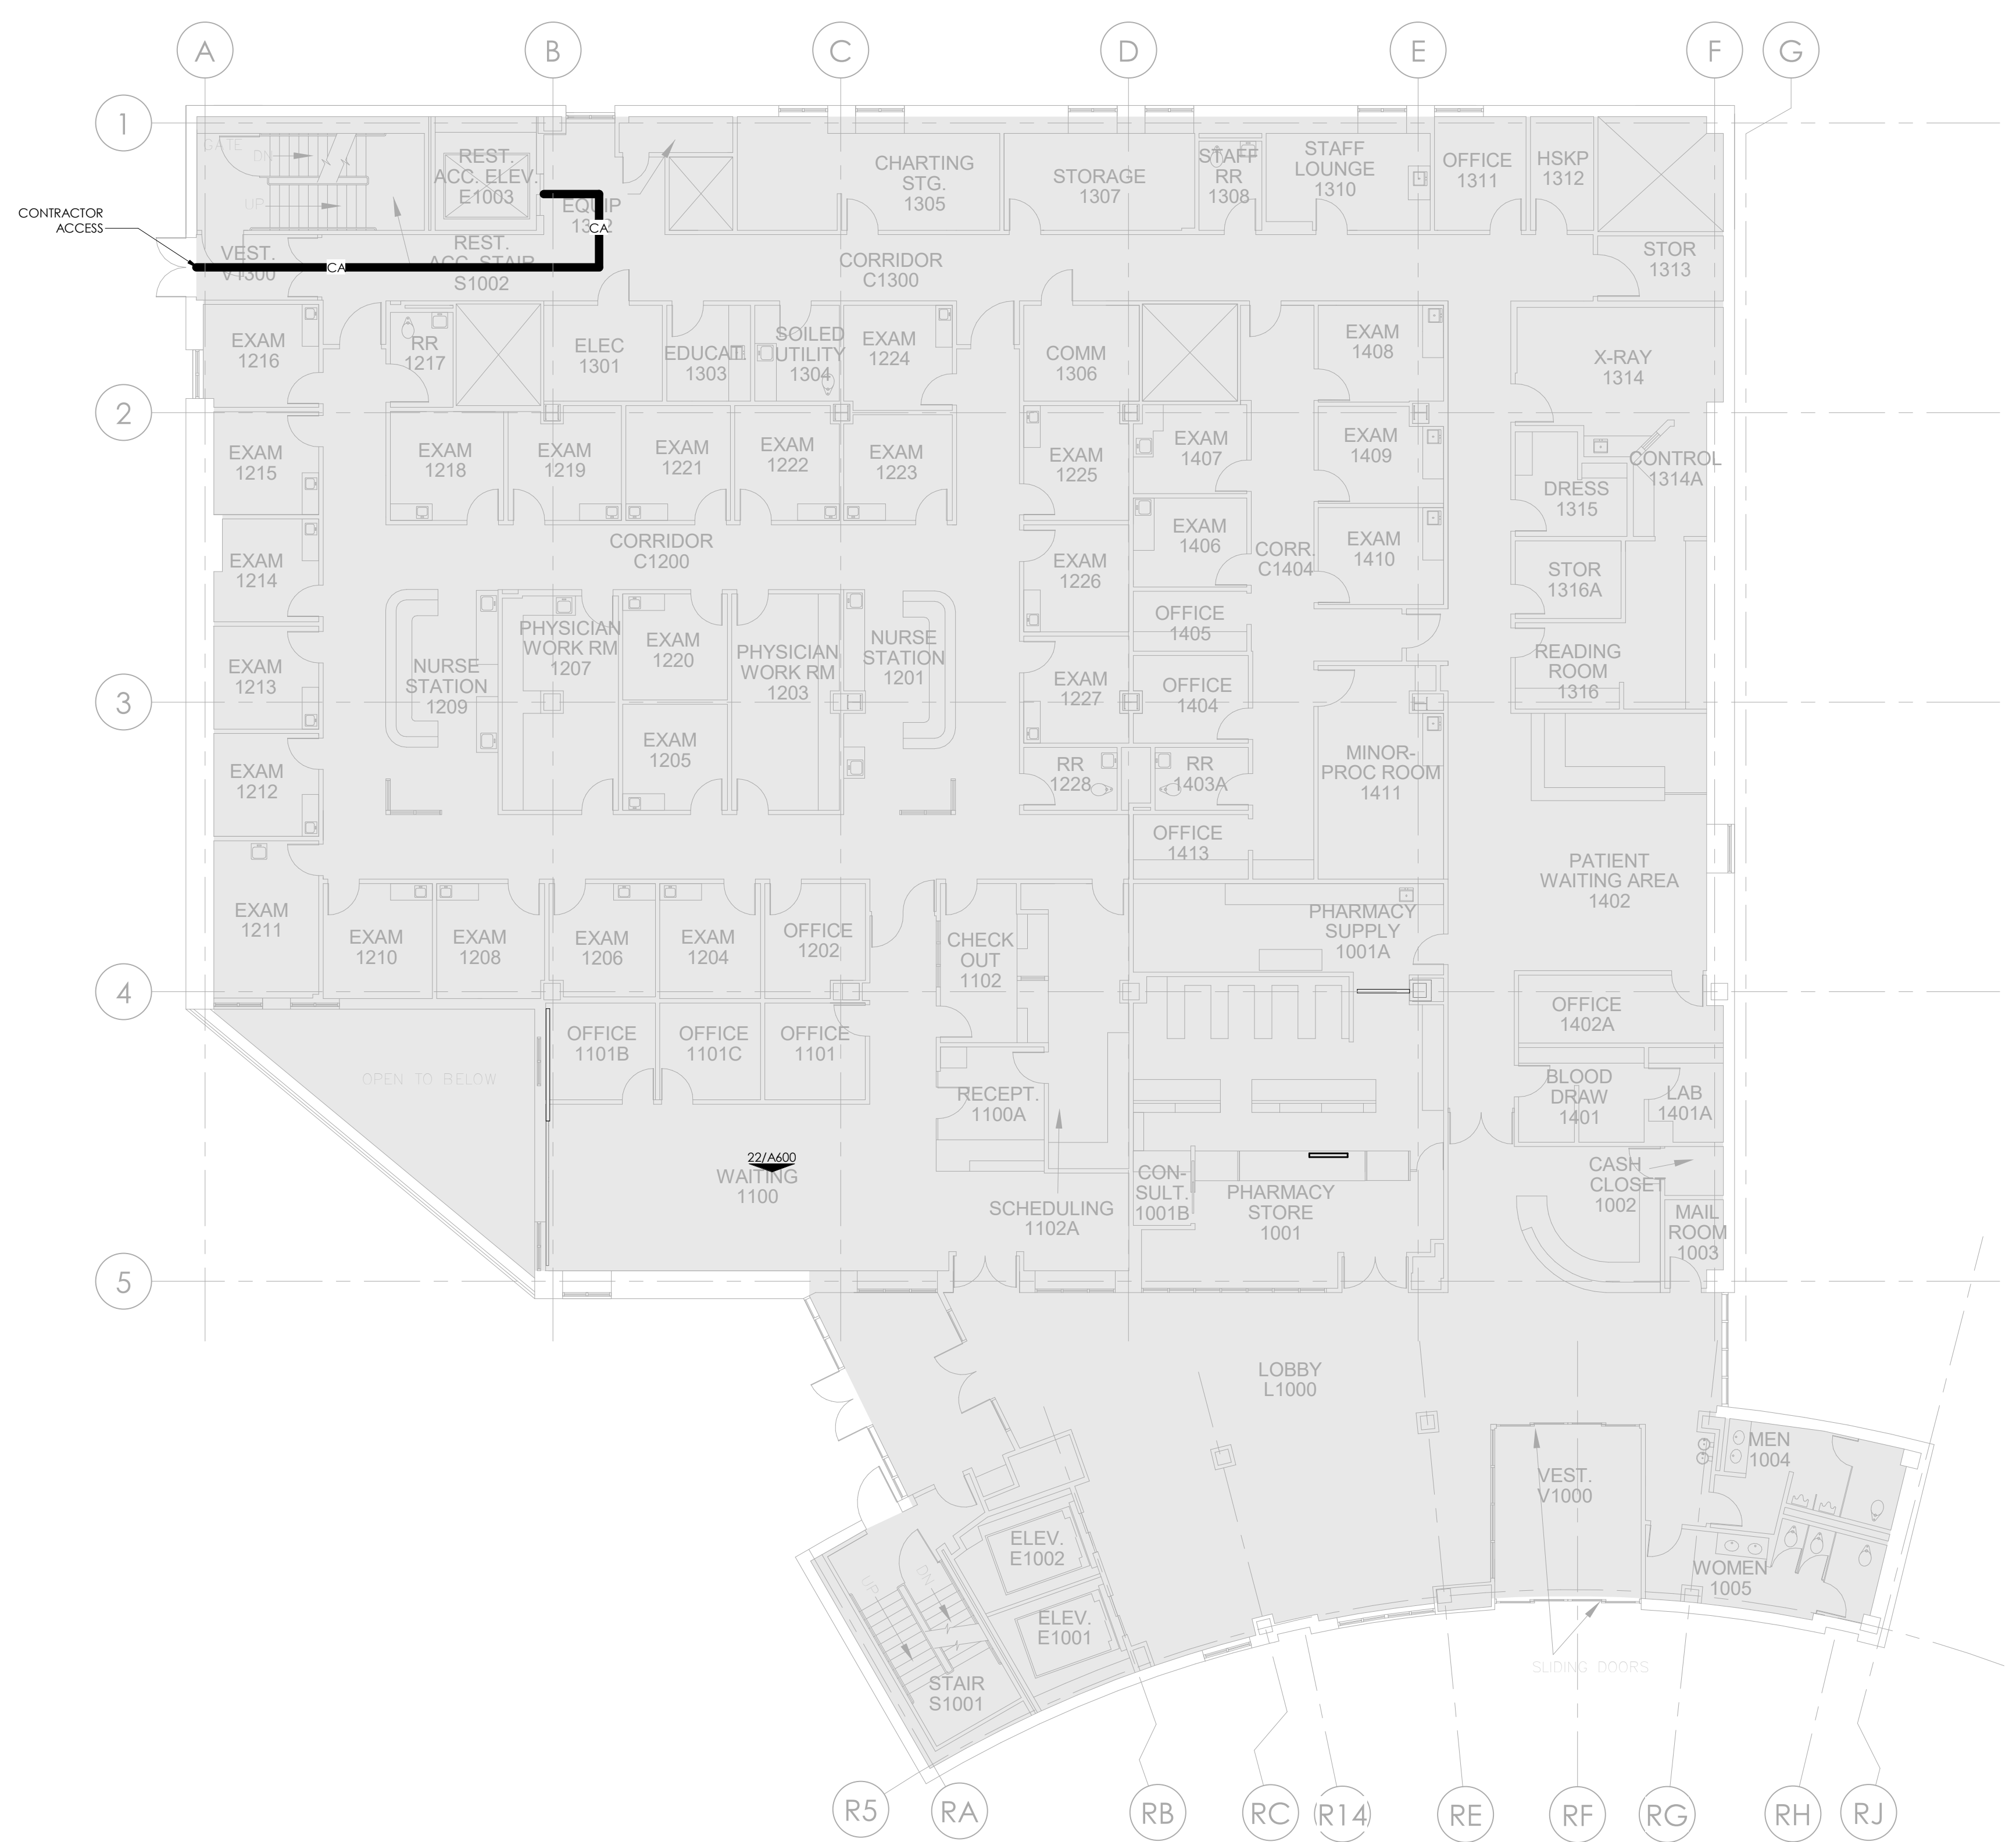 A
B
C
D
E
F
G
1
GATE
DN
UP
REST.
ACC. ELEV.
E1003
EQUIP
CA
CHARTING
STG.
1305
STORAGE
1307
STAFF
RR
1308
STAFF
LOUNGE
1310
OFFICE
1311
HSKP
1312
CONTRACTOR
ACCESS
VEST.
V1300
CA
REST.
ACC. STAIR
S1002
CORRIDOR
C1300
STOR
1313
EXAM
1216
RR
1217
ELEC
1301
EDUCAT.
1303
SOILED
UTILITY
1304
EXAM
1224
COMM
1306
EXAM
1408
X-RAY
1314
2
EXAM
1215
EXAM
1218
EXAM
1219
EXAM
1221
EXAM
1222
EXAM
1223
EXAM
1225
EXAM
1407
EXAM
1409
CONTROL
1314A
DRESS
1315
EXAM
1214
CORRIDOR
C1200
EXAM
1226
EXAM
1406
CORR.
C1404
EXAM
1410
STOR
1316A
3
EXAM
1213
NURSE
STATION
1209
PHYSICIAN
WORK RM
1207
EXAM
1220
PHYSICIAN
WORK RM
1203
NURSE
STATION
1201
EXAM
1227
OFFICE
1405
OFFICE
1404
READING
ROOM
1316
EXAM
1212
EXAM
1205
RR
1228
RR
1403A
MINOR-
PROC ROOM
1411
OFFICE
1413
PATIENT
WAITING AREA
1402
EXAM
1211
EXAM
1210
EXAM
1208
EXAM
1206
EXAM
1204
OFFICE
1202
CHECK
OUT
1102
PHARMACY
SUPPLY
1001A
4
OFFICE
1101B
OFFICE
1101C
OFFICE
1101
OFFICE
1402A
OPEN TO BELOW
RECEPT.
1100A
BLOOD
DRAW
1401
LAB
1401A
22/A600
WAITING
1100
SCHEDULING
1102A
CON-
SULT.
1001B
PHARMACY
STORE
1001
CASH
CLOSET
1002
MAIL
ROOM
1003
5
LOBBY
L1000
MEN
1004
VEST.
V1000
ELEV.
E1002
WOMEN
1005
UP
DN
ELEV.
E1001
SLIDING DOORS
STAIR
S1001
R5
RA
RB
RC
R14
RE
RF
RG
RH
RJ